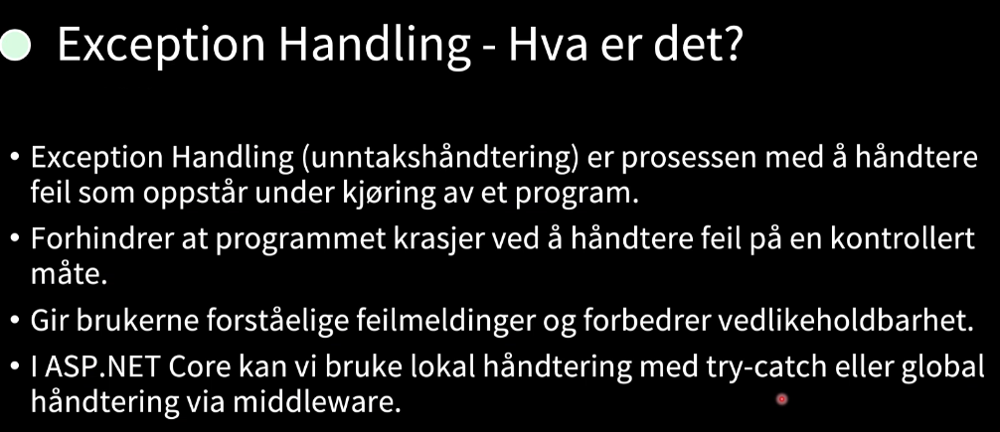 Exception Handling - Hva er det?
• Exception Handling (unntakshåndtering) er prosessen med å håndtere
feil som oppstår under kjøring av et program.
• Forhindrer at programmet krasjer ved å håndtere feil på en kontrollert
måte.
• Gir brukerne forståelige feilmeldinger og forbedrer vedlikeholdbarhet.
• I ASP.NET Core kan vi bruke lokal håndtering med try-catch eller global
håndtering via middleware.